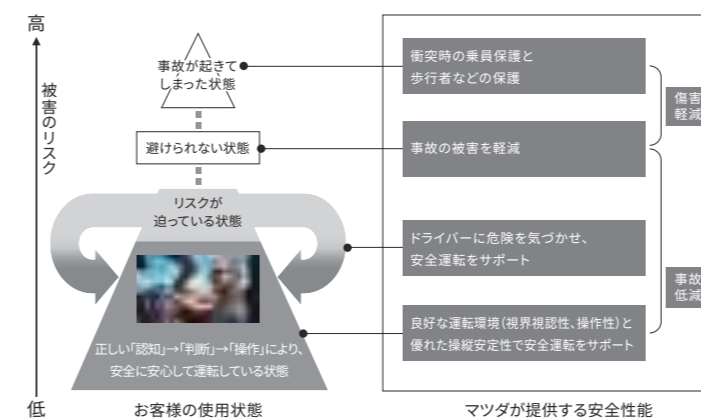 高
被害のリスク
低
事故が起きて
しまった状態
避けられない状態
リスクが
迫っている状態
正しい「認知」→「判断」→「操作」により、
安全に安心して運転している状態
お客様の使用状態
衝突時の乗員保護と
歩行者などの保護
事故の被害を軽減
ドライバーに危険を気づかせ、
安全運転をサポート
良好な運転環境（視界視認性、操作性）と
優れた操縦安定性で安全運転をサポート
傷害
軽減
事故
低減
マツダが提供する安全性能